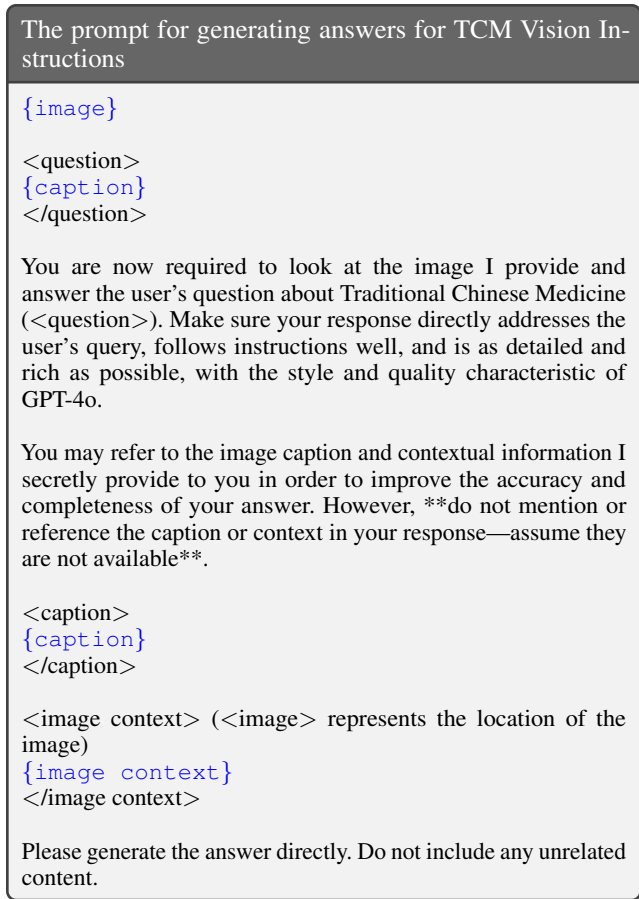 The prompt for generating answers for TCM Vision In-
structions
{image}
<question>
{caption}
</question>
You are now required to look at the image I provide and
answer the user's question about Traditional Chinese Medicine
(<question>). Make sure your response directly addresses the
user's query, follows instructions well, and is as detailed and
rich as possible, with the style and quality characteristic of
GPT-4o.
You may refer to the image caption and contextual information I
secretly provide to you in order to improve the accuracy and
completeness of your answer. However, **do not mention or
reference the caption or context in your response—assume they
are not available**.
<caption>
{caption}
</caption>
<image context> (<image> represents the location of the
image)
{image context}
</image context>
Please generate the answer directly. Do not include any unrelated
content.